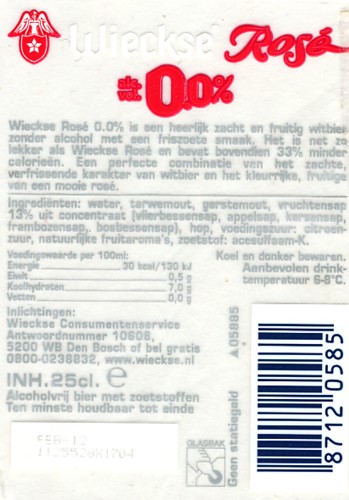 Wieckse Rosé
alc. vol. 0.0%
Wieckse Rosé 0.0% is een heerlijk zacht en fruitig witbier
zonder alcohol met een friszoete smaak. Het is net zo
lekker als Wieckse Rosé en bevat bovendien 33% minder
calorieën. Een perfecte combinatie van het zachte,
verfrissende karakter van witbier en het kleurrijke, fruitige
van een mooie rosé.
Ingrediënten: water, tarwemout, gerstemout, vruchtensap
13% uit concentraat (vlierbessensap, appelsap, kersensap,
frambozensap, bosbessensap), hop, voedingszuur: citroen-
zuur, natuurlijke fruitaroma's, zoetstof: acesulfaam-K.
Voedingswaarde per 100ml:
Energie 30 kcal/130 kJ
Eiwit 0,5 g
Koolhydraten 7,0 g
Vetten 0,0 g
Koel en donker bewaren.
Aanbevolen drink-
temperatuur 6-8°C.
Inlichtingen:
Wieckse Consumentenservice
Antwoordnummer 10608,
5200 WB Den Bosch of bel gratis
0800-0238832, www.wieckse.nl
INH. 25cl. e
Alcoholvrij bier met zoetstoffen
Ten minste houdbaar tot einde
FEB-12
GLASBAK
Geen statiegeld
▲05885
8712 0585